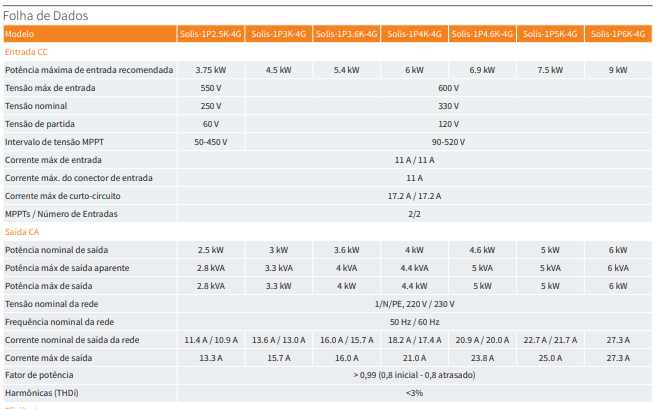 Folha de Dados
Modelo Solis-1P2.5K-4G Solis-1P3K-4G Solis-1P3.6K-4G Solis-1P4K-4G Solis-1P4.6K-4G Solis-1P5K-4G Solis-1P6K-4G
Entrada CC
Potência máxima de entrada recomendada 3.75 kW 4.5 kW 5.4 kW 6 kW 6.9 kW 7.5 kW 9 kW
Tensão máx de entrada 550 V 600 V
Tensão nominal 250 V 330 V
Tensão de partida 60 V 120 V
Intervalo de tensão MPPT 50-450 V 90-520 V
Corrente máx de entrada 11 A / 11 A
Corrente máx. do conector de entrada 11 A
Corrente máx de curto-circuito 17.2 A / 17.2 A
MPPTs / Número de Entradas 2/2
Saída CA
Potência nominal de saída 2.5 kW 3 kW 3.6 kW 4 kW 4.6 kW 5 kW 6 kW
Potência máx de saída aparente 2.8 kVA 3.3 kVA 4 kVA 4.4 kVA 5 kVA 5 kVA 6 kVA
Potência máx de saída 2.8 kVA 3.3 kW 4 kW 4.4 kW 5 kW 5 kW 6 kW
Tensão nominal da rede 1/N/PE, 220 V / 230 V
Frequência nominal da rede 50 Hz / 60 Hz
Corrente nominal de saída da rede 11.4 A / 10.9 A 13.6 A / 13.0 A 16.0 A / 15.7 A 18.2 A / 17.4 A 20.9 A / 20.0 A 22.7 A / 21.7 A 27.3 A
Corrente máx de saida 13.3 A 15.7 A 16.0 A 21.0 A 23.8 A 25.0 A 27.3 A
Fator de potência > 0,99 (0,8 inicial - 0,8 atrasado)
Harmônicas (THDi) <3%